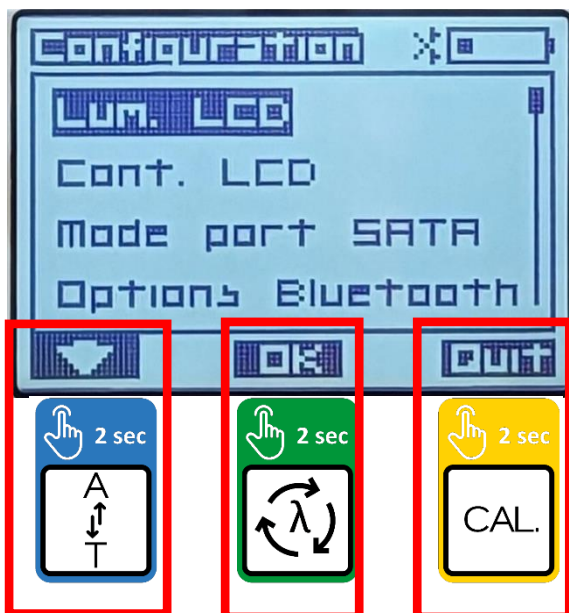 Configuration
Lum. LCD
Cont. LCD
Mode port SATA
Options Bluetooth
OK Quit
2 sec 2 sec 2 sec
A
T
λ
CAL.